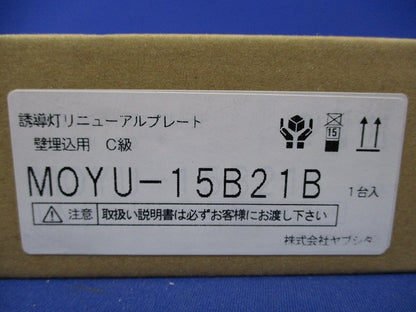 誘導灯リニューアルプレート
壁埋込用 C級
15
MOYU-15B21B 1台入
注意 取扱い説明書は必ずお客様にお渡し下さい
株式会社ヤブシタ